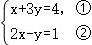 x+3y=4, ①
2x-y=1 ②